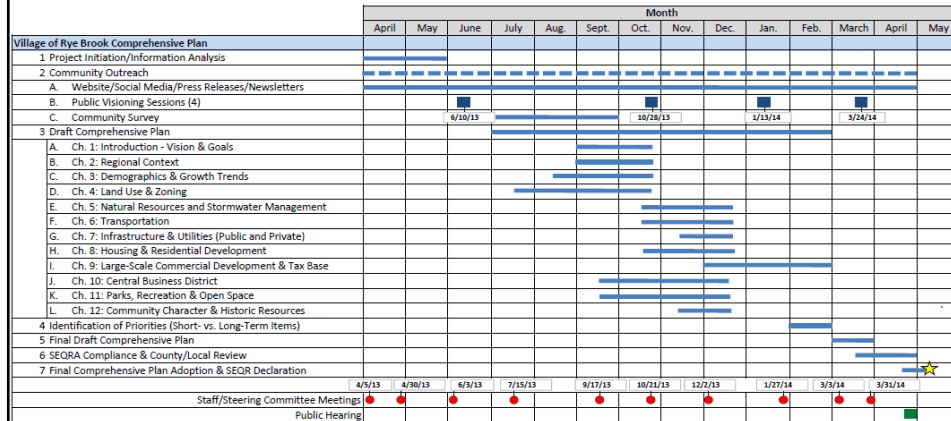 Month
April May June July Aug. Sept. Oct. Nov. Dec. Jan. Feb. March April May
Village of Rye Brook Comprehensive Plan
1 Project Initiation/Information Analysis
2 Community Outreach
A. Website/Social Media/Press Releases/Newsletters
B. Public Visioning Sessions (4)
C. Community Survey 6/10/13 10/28/13 1/13/14 3/24/14
3 Draft Comprehensive Plan
A. Ch. 1: Introduction - Vision & Goals
B. Ch. 2: Regional Context
C. Ch. 3: Demographics & Growth Trends
D. Ch. 4: Land Use & Zoning
E. Ch. 5: Natural Resources and Stormwater Management
F. Ch. 6: Transportation
G. Ch. 7: Infrastructure & Utilities (Public and Private)
H. Ch. 8: Housing & Residential Development
I. Ch. 9: Large-Scale Commercial Development & Tax Base
J. Ch. 10: Central Business District
K. Ch. 11: Parks, Recreation & Open Space
L. Ch. 12: Community Character & Historic Resources
4 Identification of Priorities (Short- vs. Long-Term Items)
5 Final Draft Comprehensive Plan
6 SEQRA Compliance & County/Local Review
7 Final Comprehensive Plan Adoption & SEQR Declaration
4/5/13 4/30/13 6/3/13 7/15/13 9/17/13 10/21/13 12/2/13 1/27/14 3/3/14 3/31/14
Staff/Steering Committee Meetings
Public Hearing